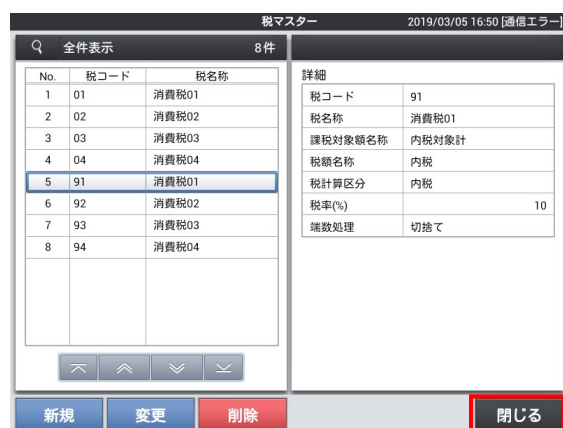 税マスター 2019/03/05 16:50 [通信エラー]
全件表示 8件
No. 税コード 税名称
1 01 消費税01
2 02 消費税02
3 03 消費税03
4 04 消費税04
5 91 消費税01
6 92 消費税02
7 93 消費税03
8 94 消費税04
詳細
税コード 91
税名称 消費税01
課税対象額名称 内税対象計
税額名称 内税
税計算区分 内税
税率(%) 10
端数処理 切捨て
新規 変更 削除 閉じる